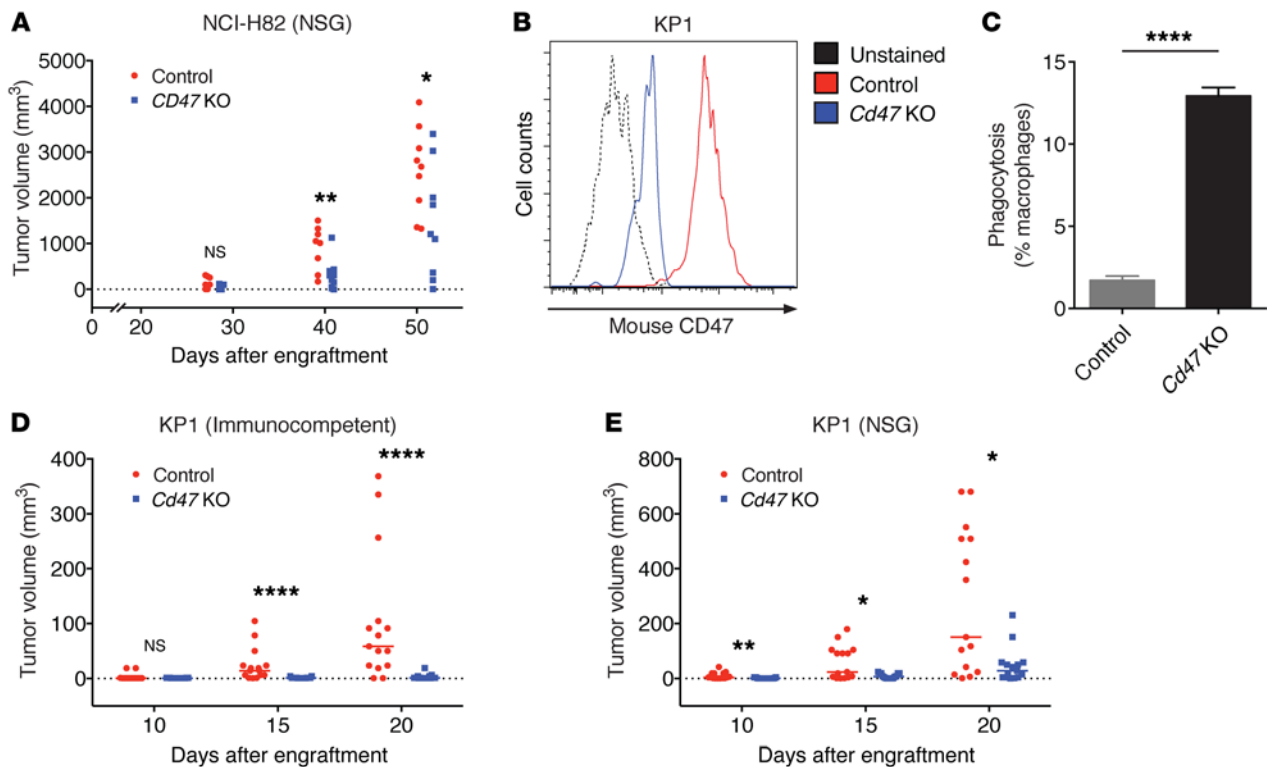 A
NCI-H82 (NSG)
Tumor volume (mm3)
5000
4000
3000
2000
1000
0
Control
CD47 KO
NS
**
*
0 20 30 40 50
Days after engraftment
B
KP1
Cell counts
Mouse CD47
Unstained
Control
Cd47 KO
C
****
Phagocytosis
(% macrophages)
15
10
5
0
Control
Cd47 KO
D
KP1 (Immunocompetent)
Tumor volume (mm3)
400
300
200
100
0
Control
Cd47 KO
NS
****
****
10 15 20
Days after engraftment
E
KP1 (NSG)
Tumor volume (mm3)
800
600
400
200
0
Control
Cd47 KO
**
*
*
10 15 20
Days after engraftment